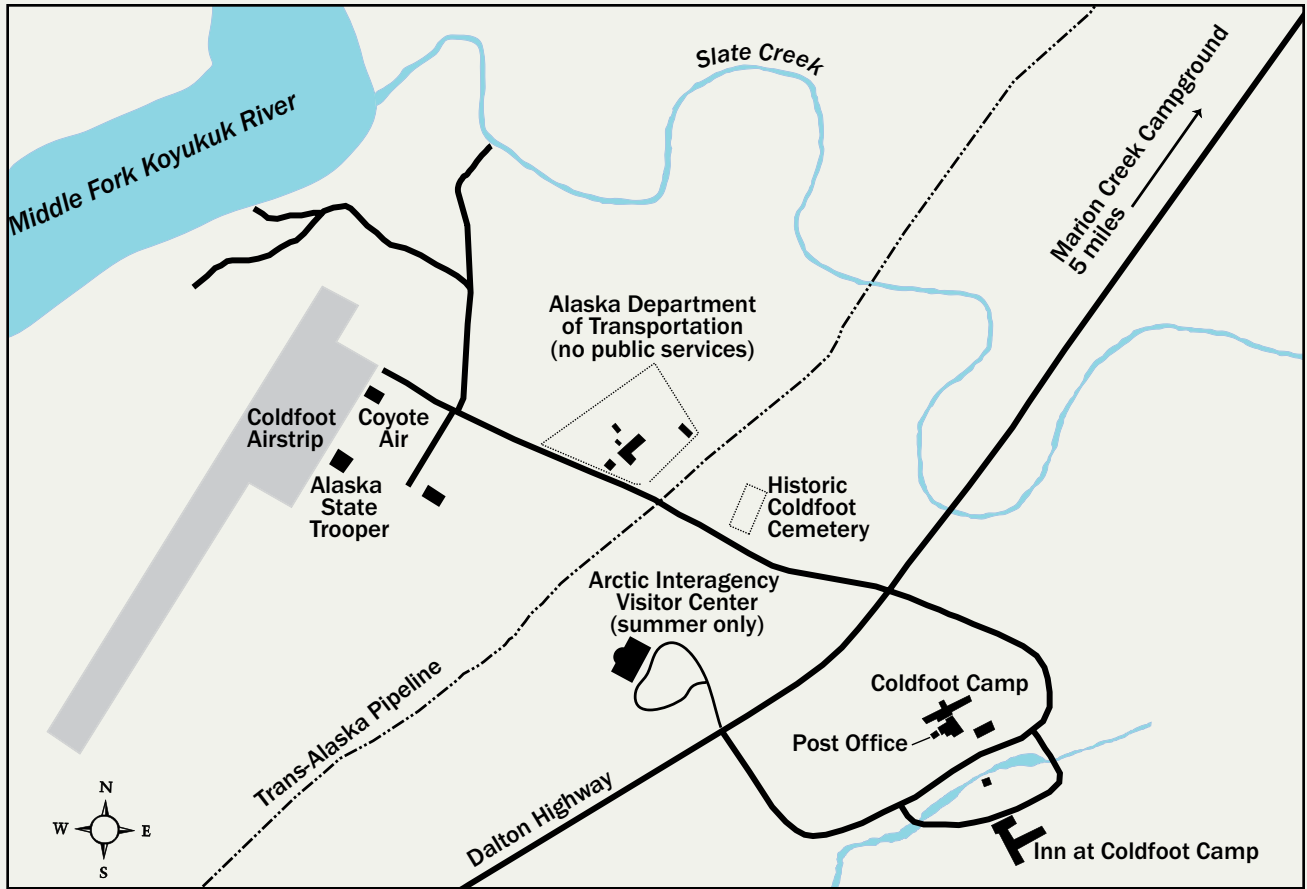 Slate Creek
Middle Fork Koyukuk River
Marion Creek Campground
5 miles
Alaska Department
of Transportation
(no public services)
Coldfoot
Airstrip
Coyote
Air
Alaska
State
Trooper
Historic
Coldfoot
Cemetery
Arctic Interagency
Visitor Center
(summer only)
Trans-Alaska Pipeline
Coldfoot Camp
Post Office
Dalton Highway
Inn at Coldfoot Camp
N
W
E
S